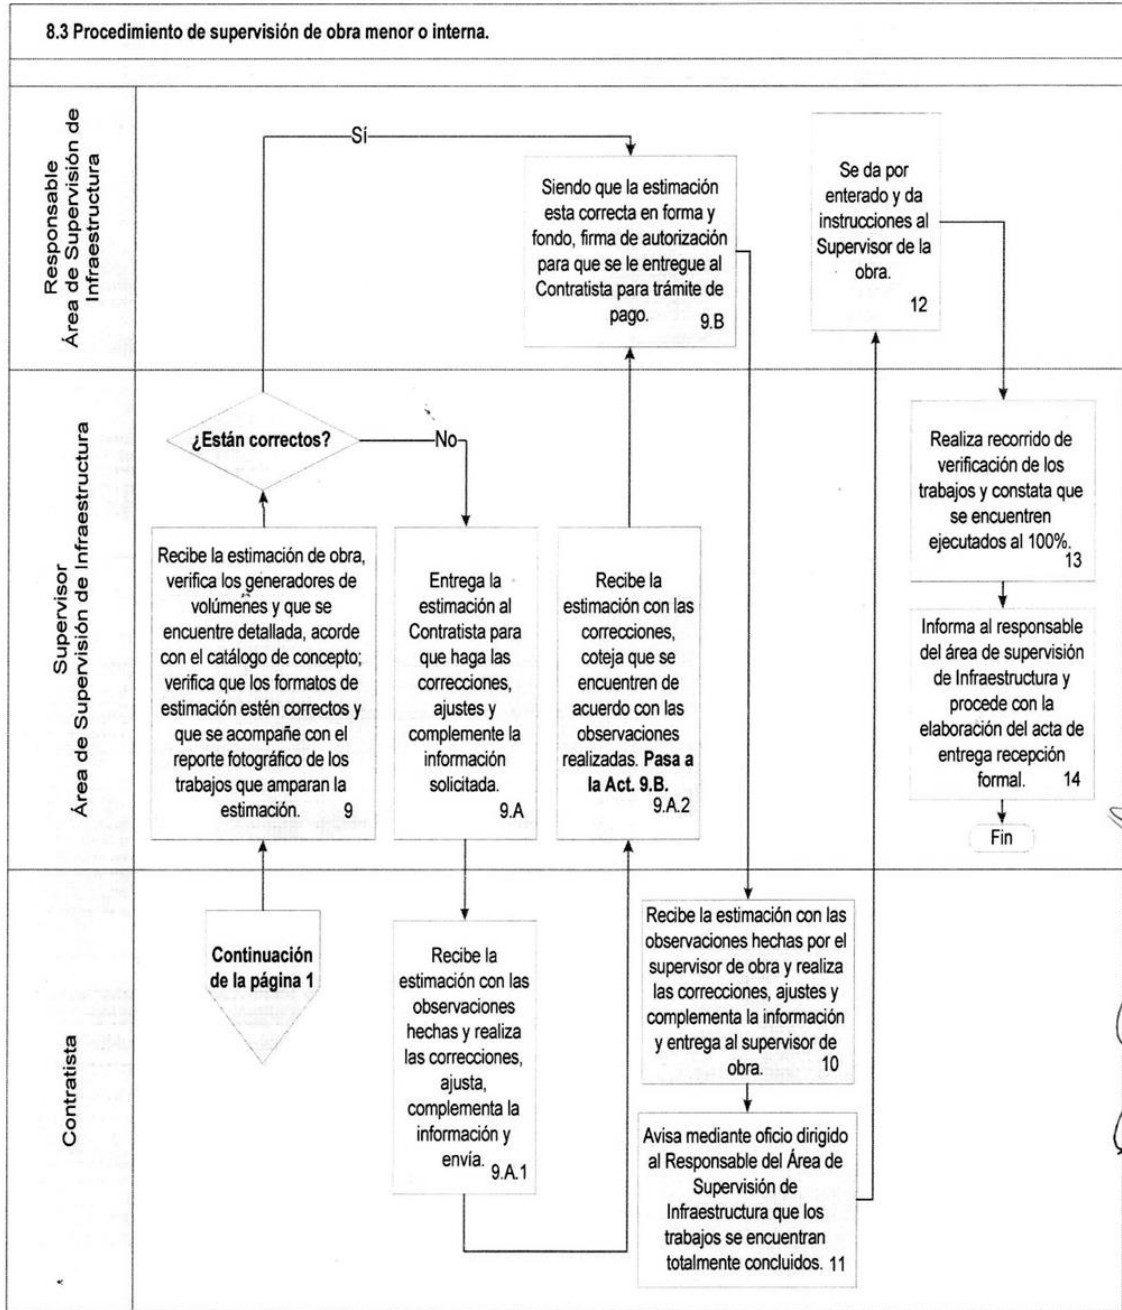 8.3 Procedimiento de supervisión de obra menor o interna.
Responsable
Área de Supervisión de
Infraestructura
Sí
Siendo que la estimación
esta correcta en forma y
fondo, firma de autorización
para que se le entregue al
Contratista para trámite de
pago.
9.B
Se da por
enterado y da
instrucciones al
Supervisor de la
obra.
12
Supervisor
Área de Supervisión de Infraestructura
¿Están correctos?
No
Recibe la estimación de obra,
verifica los generadores de
volúmenes y que se
encuentre detallada, acorde
con el catálogo de concepto;
verifica que los formatos de
estimación estén correctos y
que se acompañe con el
reporte fotográfico de los
trabajos que amparan la
estimación. 9
Entrega la
estimación al
Contratista para
que haga las
correcciones,
ajustes y
complemente la
información
solicitada.
9.A
Recibe la
estimación con las
correcciones,
coteja que se
encuentren de
acuerdo con las
observaciones
realizadas. Pasa a
la Act. 9.B.
9.A.2
Realiza recorrido de
verificación de los
trabajos y constata que
se encuentren
ejecutados al 100%.
13
Informa al responsable
del área de supervisión
de Infraestructura y
procede con la
elaboración del acta de
entrega recepción
formal. 14
Fin
Contratista
Continuación
de la página 1
Recibe la
estimación con las
observaciones
hechas y realiza
las correcciones,
ajusta,
complementa la
información y
envía.
9.A.1
Recibe la estimación con las
observaciones hechas por el
supervisor de obra y realiza
las correcciones, ajustes y
complementa la información
y entrega al supervisor de
obra. 10
Avisa mediante oficio dirigido
al Responsable del Área de
Supervisión de
Infraestructura que los
trabajos se encuentran
totalmente concluidos. 11